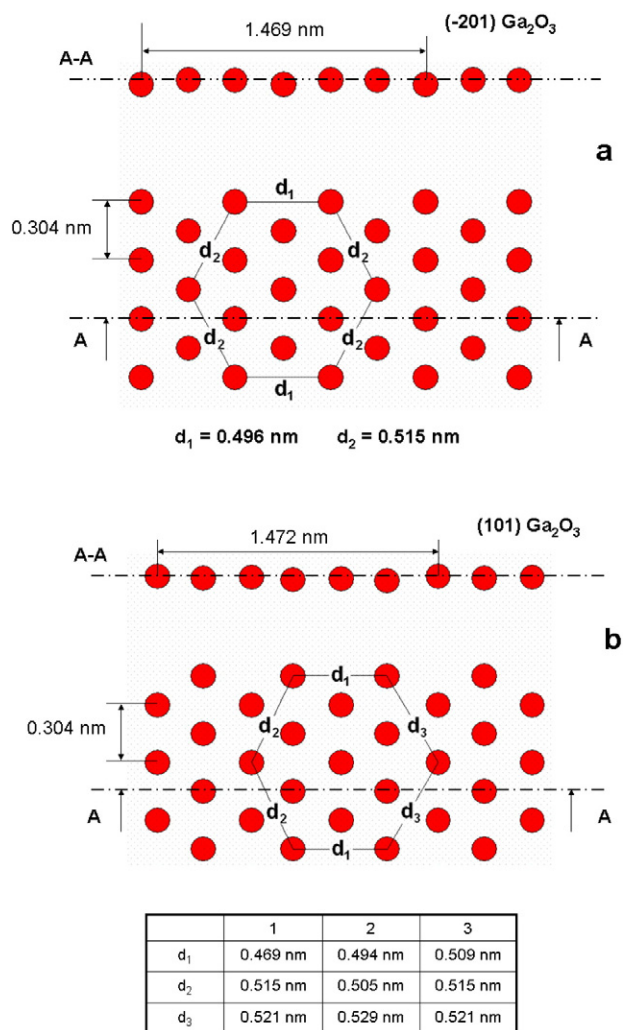 (-201) Ga₂O₃
1.469 nm
A-A
a
d₁
0.304 nm
d₂ d₂
A d₂ d₂ A
d₁
d₁ = 0.496 nm d₂ = 0.515 nm
(101) Ga₂O₃
1.472 nm
A-A
b
d₁
0.304 nm d₂ d₃
A d₂ d₃ A
d₁
1 2 3
d₁ 0.469 nm 0.494 nm 0.509 nm
d₂ 0.515 nm 0.505 nm 0.515 nm
d₃ 0.521 nm 0.529 nm 0.521 nm